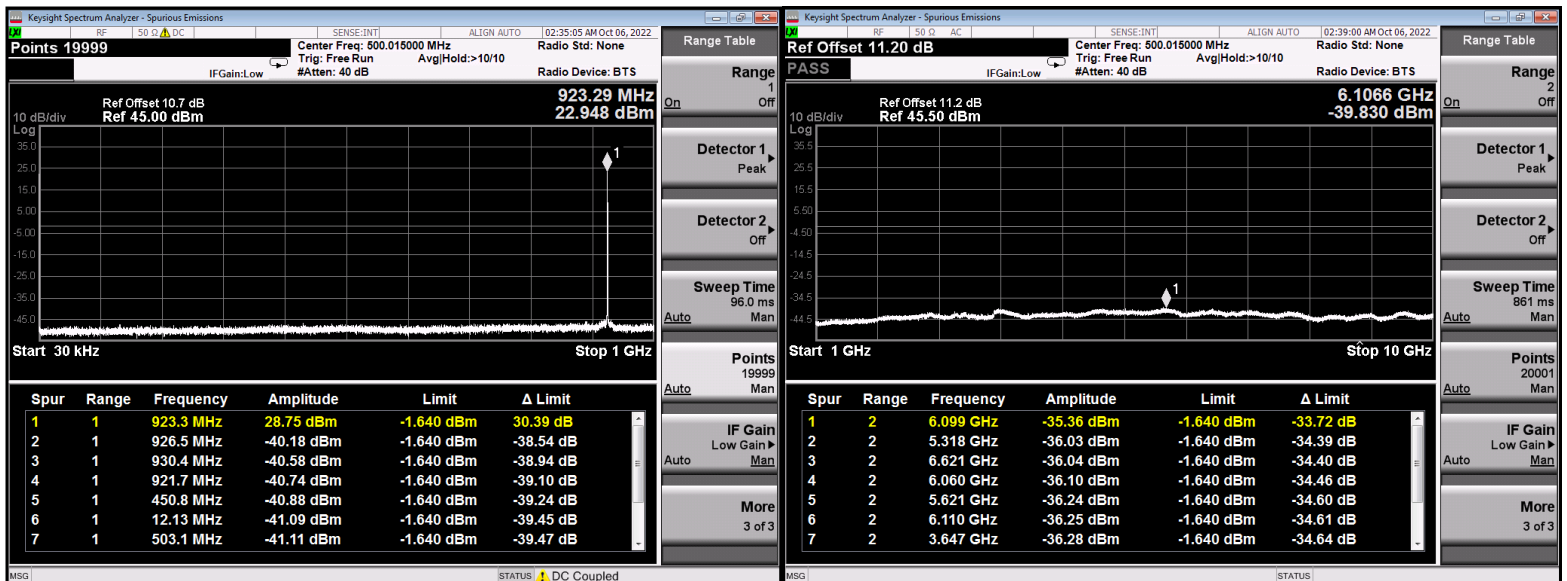 Keysight Spectrum Analyzer - Spurious Emissions
LXI RF 50 Ω DC SENSE:INT ALIGN AUTO 02:35:05 AM Oct 06, 2022
Points 19999
Center Freq: 500.015000 MHz
Radio Std: None
Trig: Free Run Avg|Hold:>10/10
IFGain:Low #Atten: 40 dB Radio Device: BTS
923.29 MHz
22.948 dBm
Ref Offset 10.7 dB
10 dB/div Ref 45.00 dBm
Log
35.0
25.0
15.0
5.00
-5.00
-15.0
-25.0
-35.0
-45.0
1
Start 30 kHz Stop 1 GHz
Spur Range Frequency Amplitude Limit Δ Limit
1 1 923.3 MHz 28.75 dBm -1.640 dBm 30.39 dB
2 1 926.5 MHz -40.18 dBm -1.640 dBm -38.54 dB
3 1 930.4 MHz -40.58 dBm -1.640 dBm -38.94 dB
4 1 921.7 MHz -40.74 dBm -1.640 dBm -39.10 dB
5 1 450.8 MHz -40.88 dBm -1.640 dBm -39.24 dB
6 1 12.13 MHz -41.09 dBm -1.640 dBm -39.45 dB
7 1 503.1 MHz -41.11 dBm -1.640 dBm -39.47 dB
MSG STATUS DC Coupled
Range Table
Range
1
On Off
Detector 1
Peak
Detector 2
Off
Sweep Time
96.0 ms
Auto Man
Points
19999
Auto Man
IF Gain
Low Gain
Auto Man
More
3 of 3
Keysight Spectrum Analyzer - Spurious Emissions
LXI RF 50 Ω AC SENSE:INT ALIGN AUTO 02:39:00 AM Oct 06, 2022
Ref Offset 11.20 dB
Center Freq: 500.015000 MHz
Radio Std: None
PASS
Trig: Free Run Avg|Hold:>10/10
IFGain:Low #Atten: 40 dB Radio Device: BTS
6.1066 GHz
-39.830 dBm
Ref Offset 11.2 dB
10 dB/div Ref 45.50 dBm
Log
35.5
25.5
15.5
5.50
-4.50
-14.5
-24.5
-34.5
-44.5
1
Start 1 GHz Stop 10 GHz
Spur Range Frequency Amplitude Limit Δ Limit
1 2 6.099 GHz -35.36 dBm -1.640 dBm -33.72 dB
2 2 5.318 GHz -36.03 dBm -1.640 dBm -34.39 dB
3 2 6.621 GHz -36.04 dBm -1.640 dBm -34.40 dB
4 2 6.060 GHz -36.10 dBm -1.640 dBm -34.46 dB
5 2 5.621 GHz -36.24 dBm -1.640 dBm -34.60 dB
6 2 6.110 GHz -36.25 dBm -1.640 dBm -34.61 dB
7 2 3.647 GHz -36.28 dBm -1.640 dBm -34.64 dB
MSG STATUS
Range Table
Range
2
On Off
Detector 1
Peak
Detector 2
Off
Sweep Time
861 ms
Auto Man
Points
20001
Auto Man
IF Gain
Low Gain
Auto Man
More
3 of 3